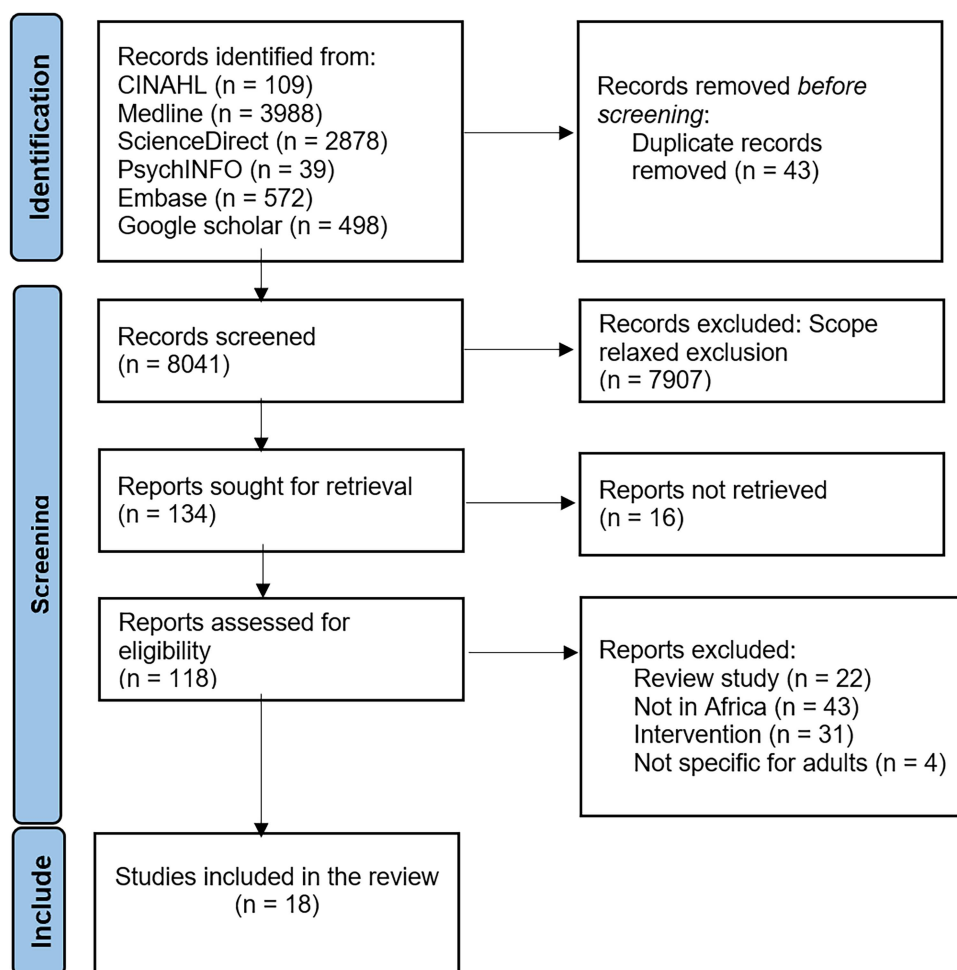 Identification
Records identified from:
CINAHL (n = 109)
Medline (n = 3988)
ScienceDirect (n = 2878)
PsychINFO (n = 39)
Embase (n = 572)
Google scholar (n = 498)
Records removed before
screening:
Duplicate records
removed (n = 43)
Screening
Records screened
(n = 8041)
Records excluded: Scope
relaxed exclusion
(n = 7907)
Reports sought for retrieval
(n = 134)
Reports not retrieved
(n = 16)
Reports assessed for
eligibility
(n = 118)
Reports excluded:
Review study (n = 22)
Not in Africa (n = 43)
Intervention (n = 31)
Not specific for adults (n = 4)
Include
Studies included in the review
(n = 18)